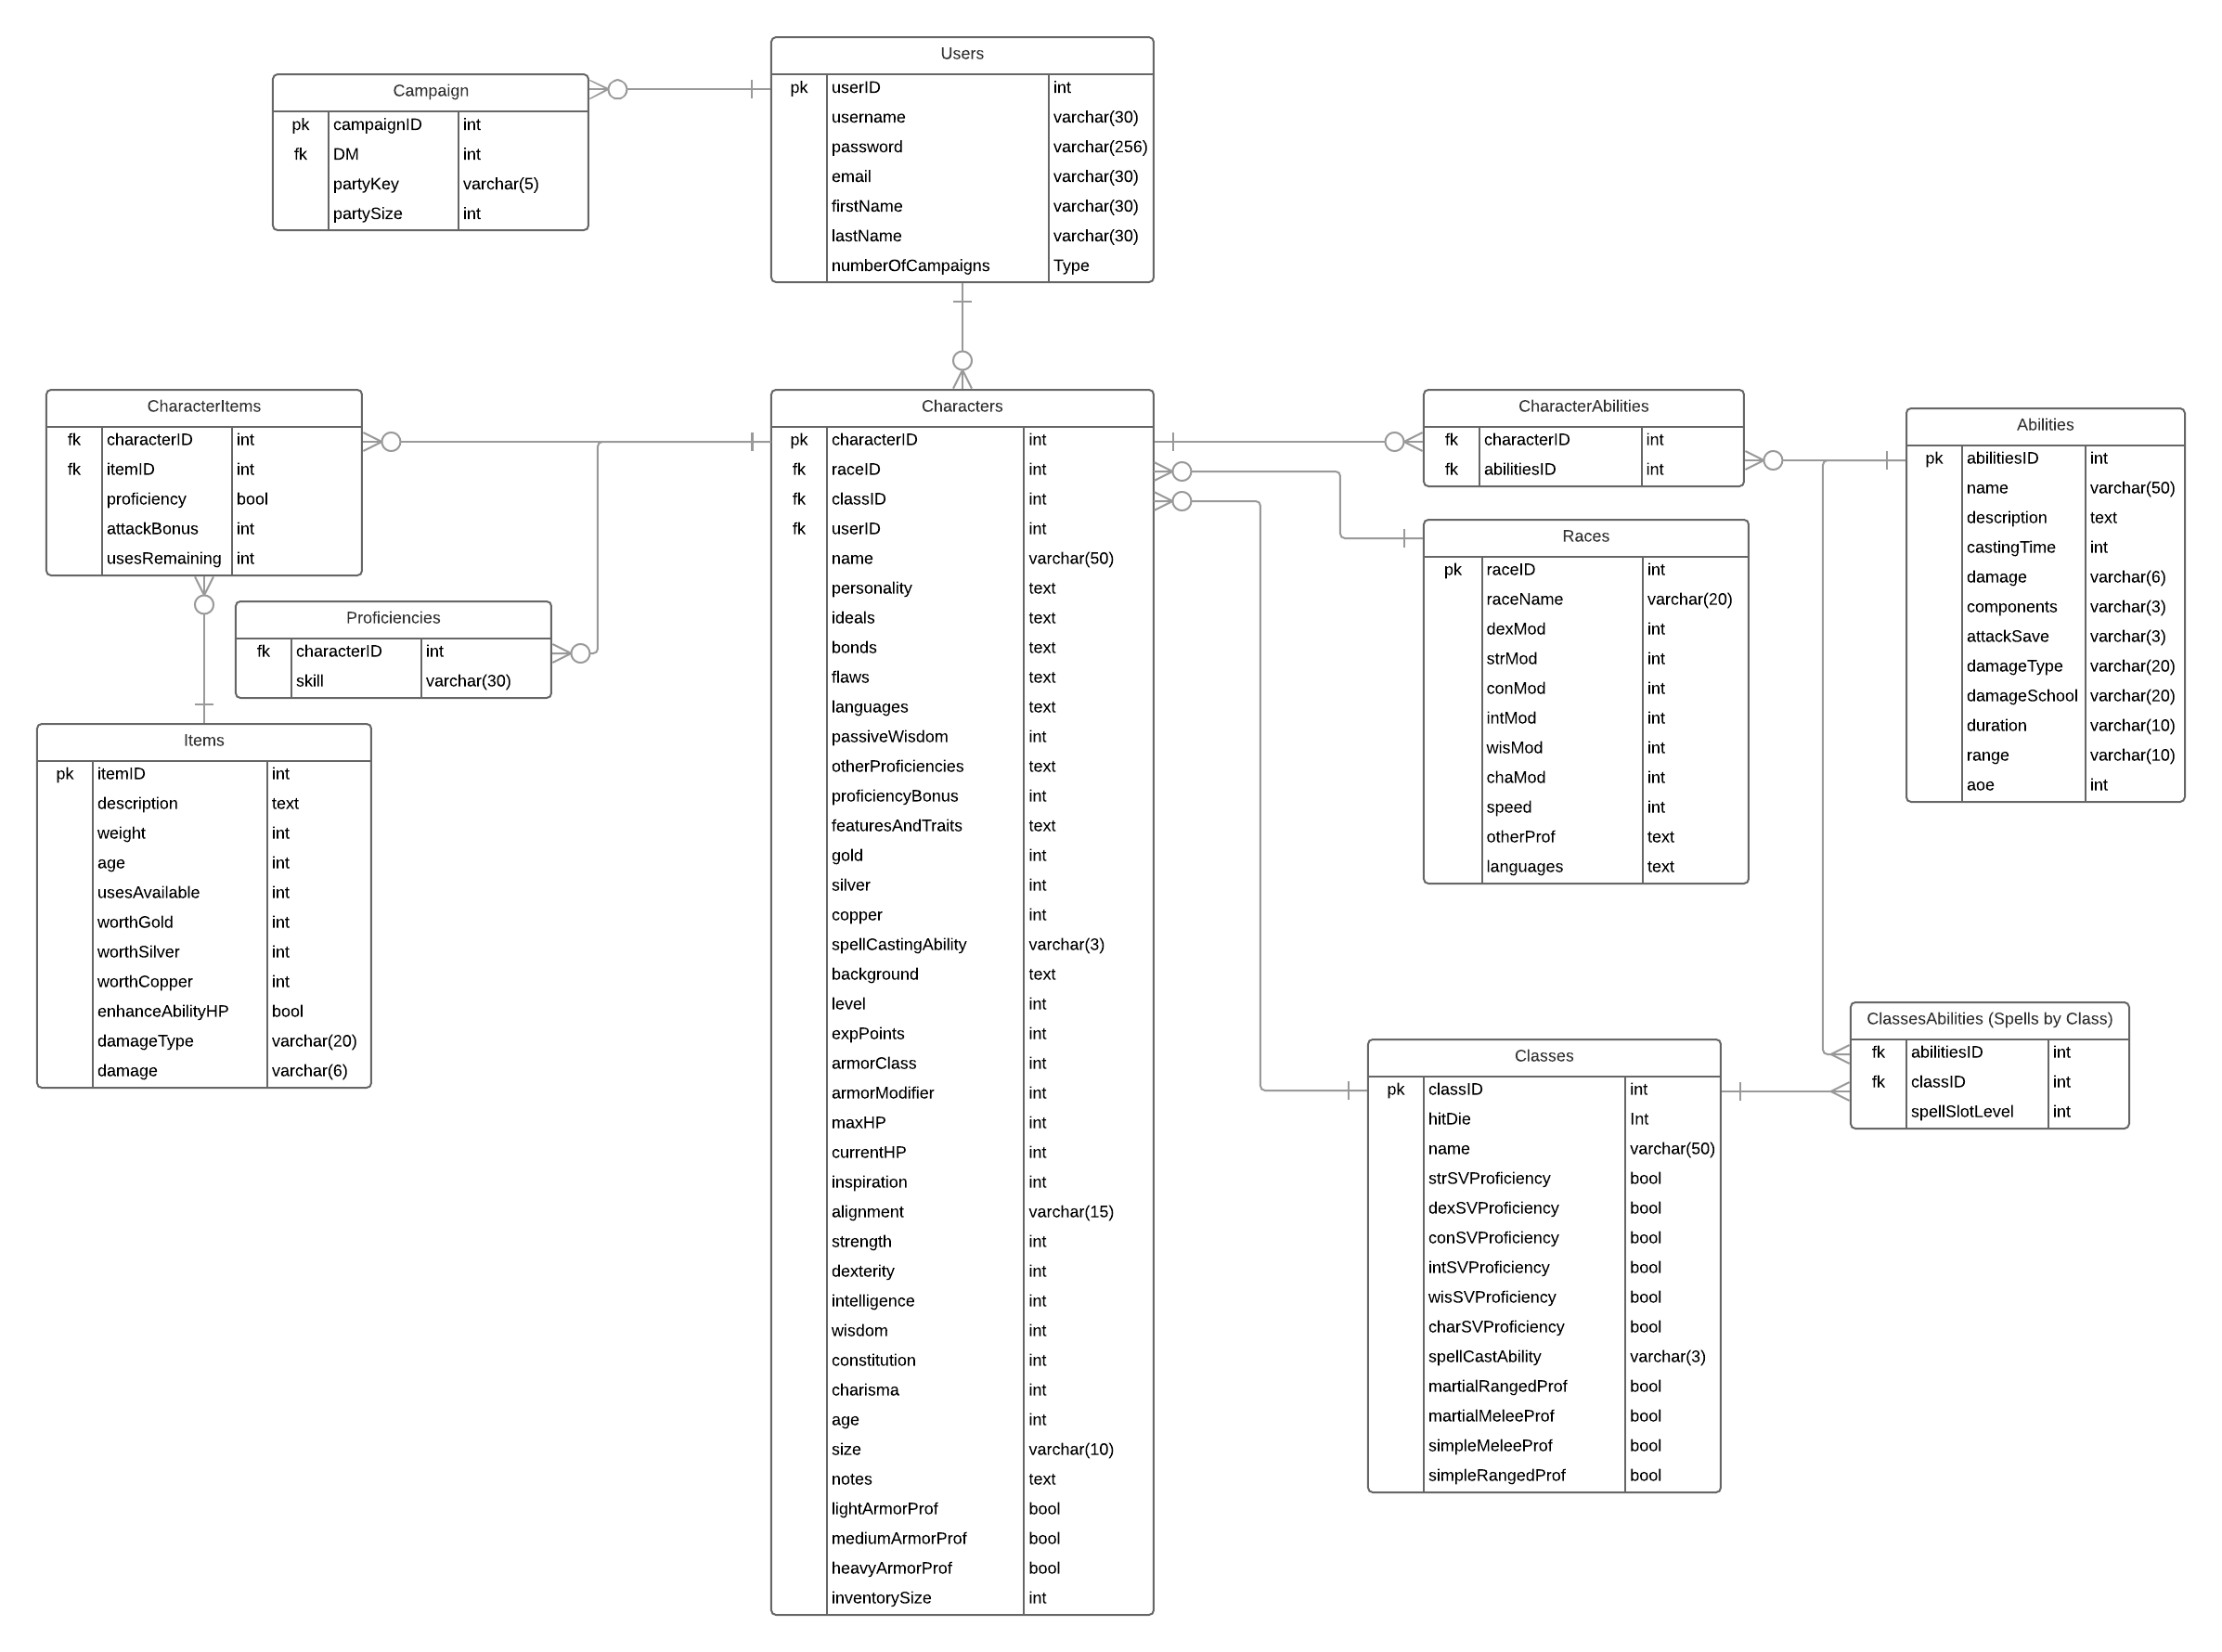 Users
pk userID int
username varchar(30)
password varchar(256)
email varchar(30)
firstName varchar(30)
lastName varchar(30)
numberOfCampaigns Type
Campaign
pk campaignID int
fk DM int
partyKey varchar(5)
partySize int
CharacterItems
fk characterID int
fk itemID int
proficiency bool
attackBonus int
usesRemaining int
Proficiencies
fk characterID int
skill varchar(30)
Items
pk itemID int
description text
weight int
age int
usesAvailable int
worthGold int
worthSilver int
worthCopper int
enhanceAbilityHP bool
damageType varchar(20)
damage varchar(6)
Characters
pk characterID int
fk raceID int
fk classID int
fk userID int
name varchar(50)
personality text
ideals text
bonds text
flaws text
languages text
passiveWisdom int
otherProficiencies text
proficiencyBonus int
featuresAndTraits text
gold int
silver int
copper int
spellCastingAbility varchar(3)
background text
level int
expPoints int
armorClass int
armorModifier int
maxHP int
currentHP int
inspiration int
alignment varchar(15)
strength int
dexterity int
intelligence int
wisdom int
constitution int
charisma int
age int
size varchar(10)
notes text
lightArmorProf bool
mediumArmorProf bool
heavyArmorProf bool
inventorySize int
CharacterAbilities
fk characterID int
fk abilitiesID int
Races
pk raceID int
raceName varchar(20)
dexMod int
strMod int
conMod int
intMod int
wisMod int
chaMod int
speed int
otherProf text
languages text
Abilities
pk abilitiesID int
name varchar(50)
description text
castingTime int
damage varchar(6)
components varchar(3)
attackSave varchar(3)
damageType varchar(20)
damageSchool varchar(20)
duration varchar(10)
range varchar(10)
aoe int
Classes
pk classID int
hitDie Int
name varchar(50)
strSVProficiency bool
dexSVProficiency bool
conSVProficiency bool
intSVProficiency bool
wisSVProficiency bool
charSVProficiency bool
spellCastAbility varchar(3)
martialRangedProf bool
martialMeleeProf bool
simpleMeleeProf bool
simpleRangedProf bool
ClassesAbilities (Spells by Class)
fk abilitiesID int
fk classID int
spellSlotLevel int